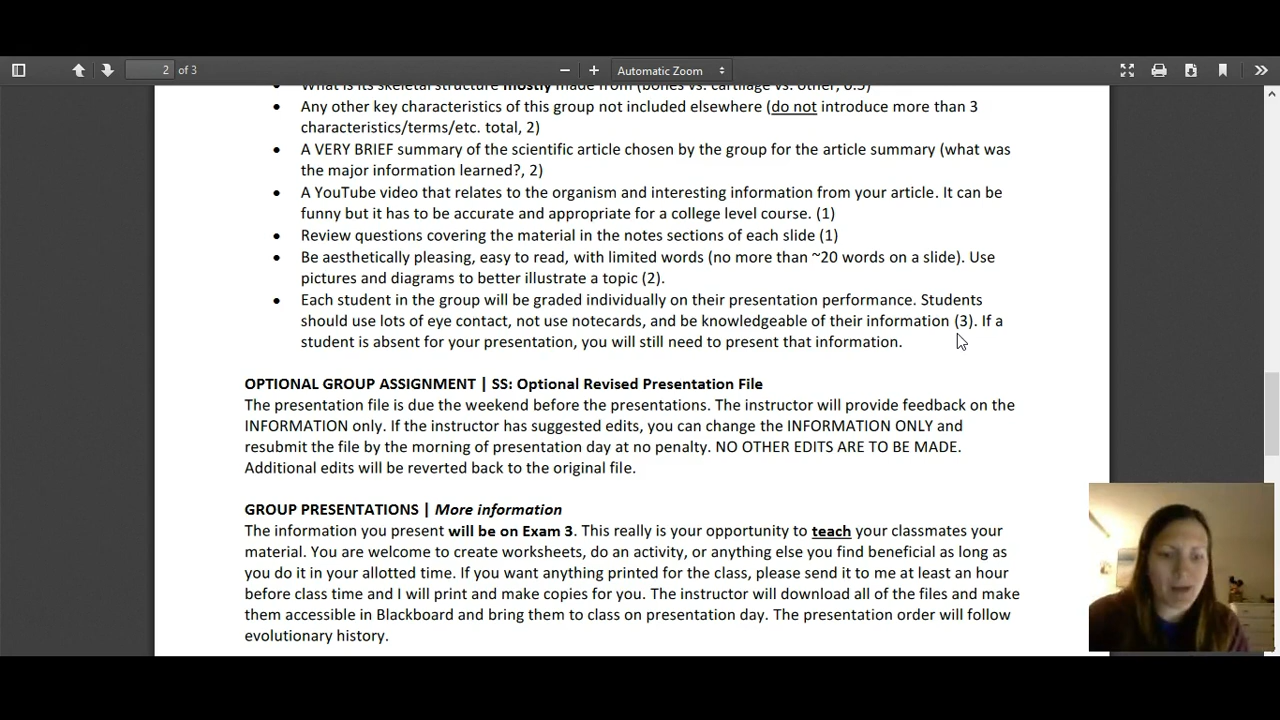 2 of 3
Automatic Zoom
What is its skeletal structure mostly made from (bones vs. cartilage vs. other, 0.5)
Any other key characteristics of this group not included elsewhere (do not introduce more than 3
characteristics/terms/etc. total, 2)
A VERY BRIEF summary of the scientific article chosen by the group for the article summary (what was
the major information learned?, 2)
A YouTube video that relates to the organism and interesting information from your article. It can be
funny but it has to be accurate and appropriate for a college level course. (1)
Review questions covering the material in the notes sections of each slide (1)
Be aesthetically pleasing, easy to read, with limited words (no more than ~20 words on a slide). Use
pictures and diagrams to better illustrate a topic (2).
Each student in the group will be graded individually on their presentation performance. Students
should use lots of eye contact, not use notecards, and be knowledgeable of their information (3). If a
student is absent for your presentation, you will still need to present that information.
OPTIONAL GROUP ASSIGNMENT | SS: Optional Revised Presentation File
The presentation file is due the weekend before the presentations. The instructor will provide feedback on the
INFORMATION only. If the instructor has suggested edits, you can change the INFORMATION ONLY and
resubmit the file by the morning of presentation day at no penalty. NO OTHER EDITS ARE TO BE MADE.
Additional edits will be reverted back to the original file.
GROUP PRESENTATIONS | More information
The information you present will be on Exam 3. This really is your opportunity to teach your classmates your
material. You are welcome to create worksheets, do an activity, or anything else you find beneficial as long as
you do it in your allotted time. If you want anything printed for the class, please send it to me at least an hour
before class time and I will print and make copies for you. The instructor will download all of the files and make
them accessible in Blackboard and bring them to class on presentation day. The presentation order will follow
evolutionary history.